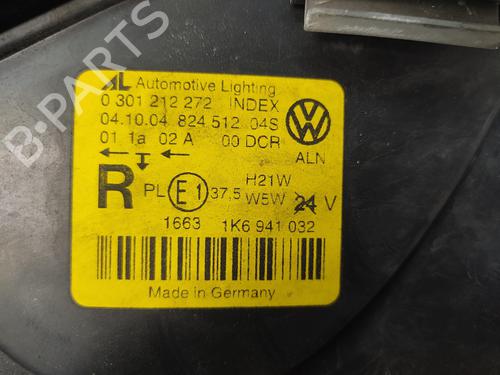 AL Automotive Lighting
0 301 212 272 INDEX
04.10.04 824 512 04S
01 1a 02 A 00 DCR
ALN
R PL E1 37,5 H21W
W5W 24 V
1663 1K6 941 032
Made in Germany
B-PARTS